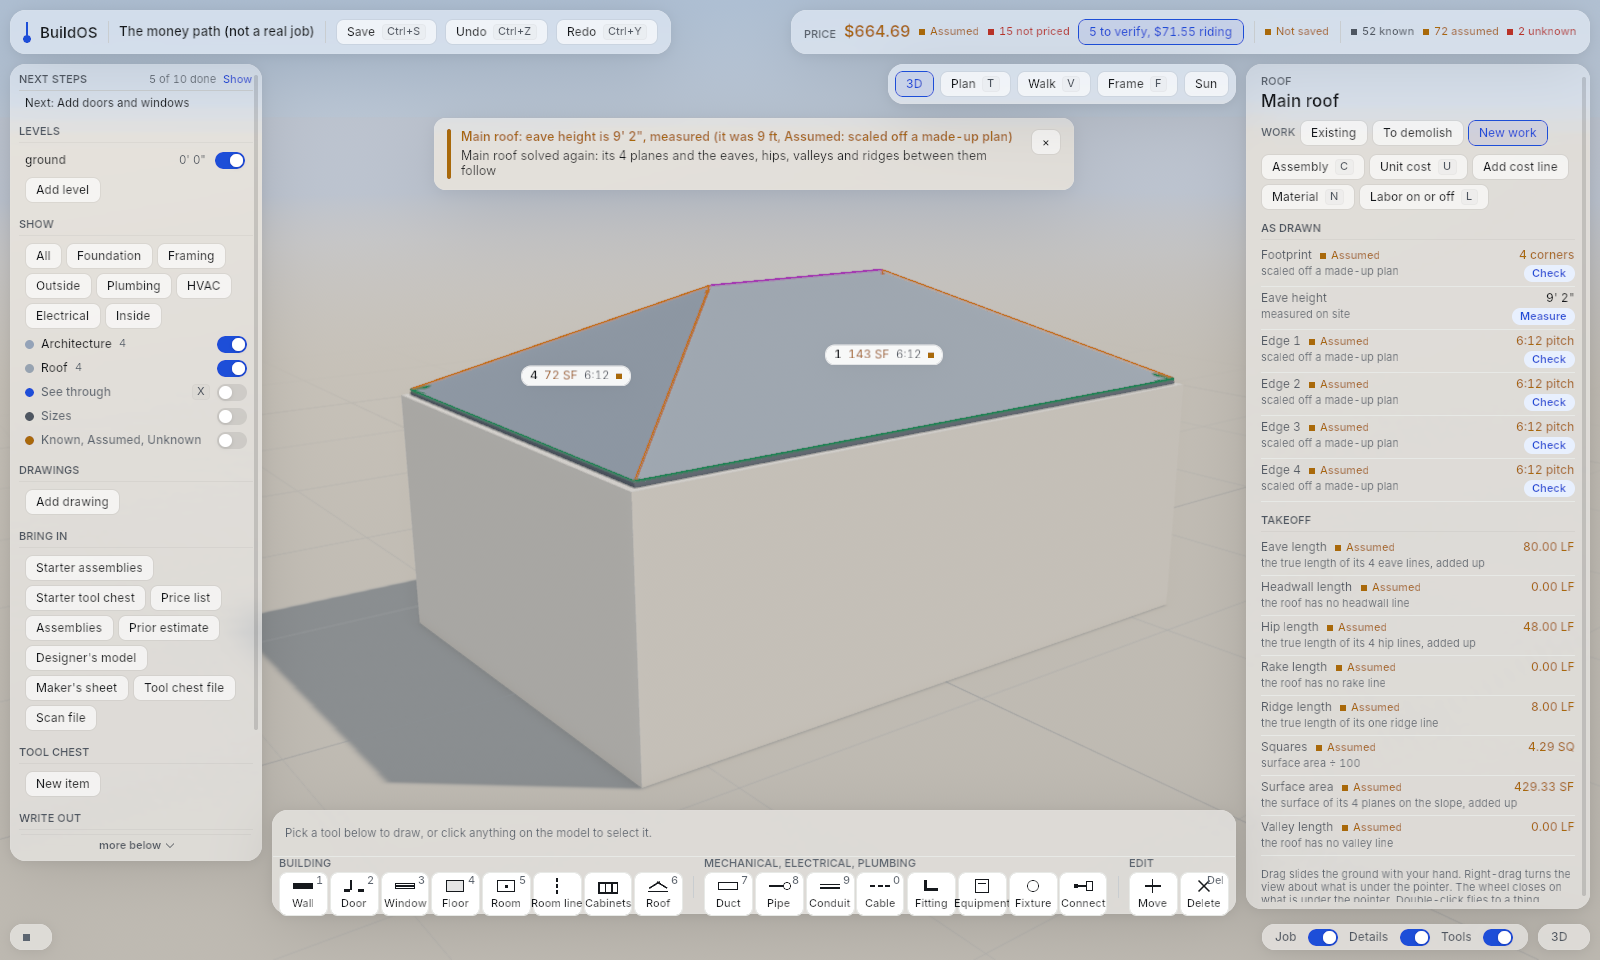 BuildOS
The money path (not a real job)
Save Ctrl+S
Undo Ctrl+Z
Redo Ctrl+Y
PRICE $664.69 Assumed 15 not priced
5 to verify, $71.55 riding
Not saved
52 known 72 assumed 2 unknown
NEXT STEPS 5 of 10 done Show
Next: Add doors and windows
LEVELS
ground 0' 0"
Add level
SHOW
All Foundation Framing
Outside Plumbing HVAC
Electrical Inside
Architecture 4
Roof 4
See through X
Sizes
Known, Assumed, Unknown
DRAWINGS
Add drawing
BRING IN
Starter assemblies
Starter tool chest Price list
Assemblies Prior estimate
Designer's model
Maker's sheet Tool chest file
Scan file
TOOL CHEST
New item
WRITE OUT
more below
3D Plan T Walk V Frame F Sun
Main roof: eave height is 9' 2", measured (it was 9 ft, Assumed: scaled off a made-up plan)
Main roof solved again: its 4 planes and the eaves, hips, valleys and ridges between them
follow
×
4 72 SF 6:12
1 143 SF 6:12
Pick a tool below to draw, or click anything on the model to select it.
BUILDING
Wall 1
Door 2
Window 3
Floor 4
Room 5
Room line
Cabinets
Roof 6
MECHANICAL, ELECTRICAL, PLUMBING
Duct 7
Pipe 8
Conduit 9
Cable 0
Fitting
Equipment
Fixture
Connect
EDIT
Move
Delete Del
ROOF
Main roof
WORK Existing To demolish New work
Assembly C Unit cost U Add cost line
Material N Labor on or off L
AS DRAWN
Footprint Assumed 4 corners
scaled off a made-up plan Check
Eave height 9' 2"
measured on site Measure
Edge 1 Assumed 6:12 pitch
scaled off a made-up plan Check
Edge 2 Assumed 6:12 pitch
scaled off a made-up plan Check
Edge 3 Assumed 6:12 pitch
scaled off a made-up plan Check
Edge 4 Assumed 6:12 pitch
scaled off a made-up plan Check
TAKEOFF
Eave length Assumed 80.00 LF
the true length of its 4 eave lines, added up
Headwall length Assumed 0.00 LF
the roof has no headwall line
Hip length Assumed 48.00 LF
the true length of its 4 hip lines, added up
Rake length Assumed 0.00 LF
the roof has no rake line
Ridge length Assumed 8.00 LF
the true length of its one ridge line
Squares Assumed 4.29 SQ
surface area ÷ 100
Surface area Assumed 429.33 SF
the surface of its 4 planes on the slope, added up
Valley length Assumed 0.00 LF
the roof has no valley line
Drag slides the ground with your hand. Right-drag turns the
view about what is under the pointer. The wheel closes on
what is under the pointer. Double-click flies to a thing
Job Details Tools 3D